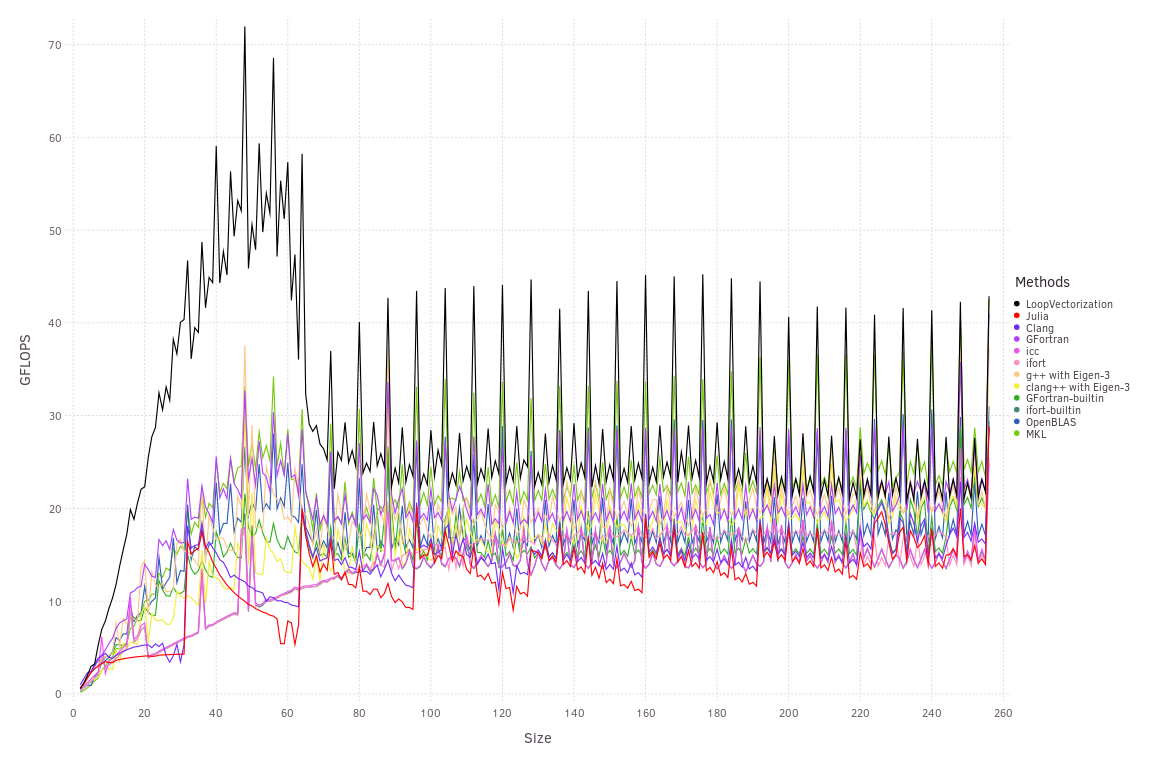 70
60
50
40
30
20
10
0
GFLOPS
0 20 40 60 80 100 120 140 160 180 200 220 240 260
Size
Methods
LoopVectorization
Julia
Clang
GFortran
icc
ifort
g++ with Eigen-3
clang++ with Eigen-3
GFortran-builtin
ifort-builtin
OpenBLAS
MKL